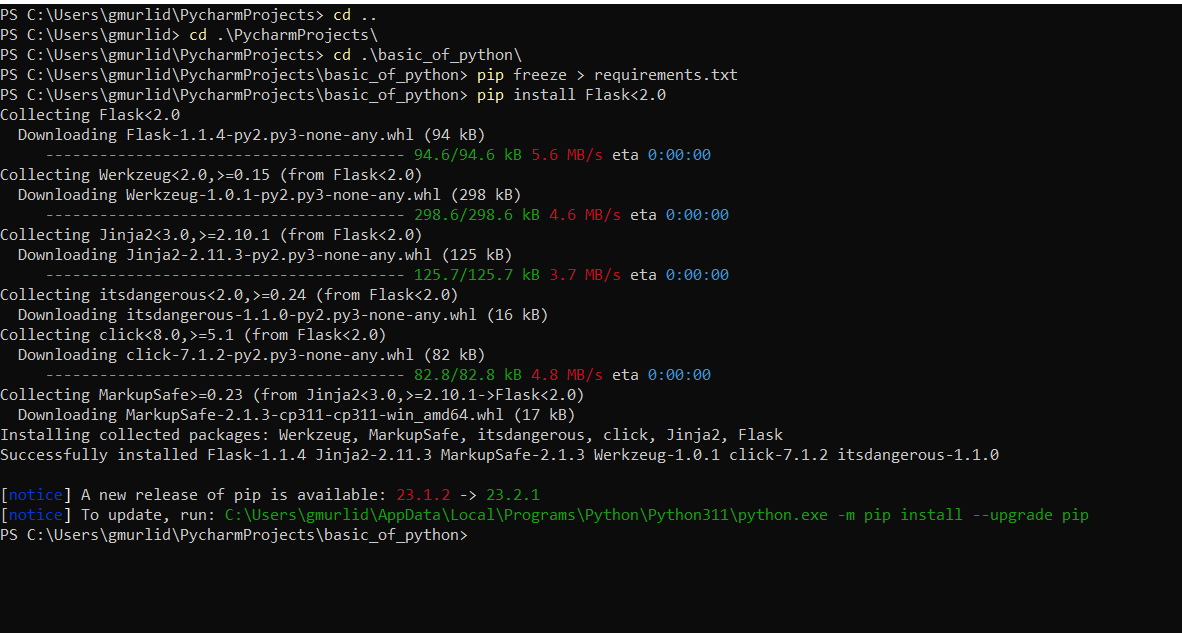 PS C:\Users\gmurlid\PycharmProjects> cd ..
PS C:\Users\gmurlid> cd .\PycharmProjects\
PS C:\Users\gmurlid\PycharmProjects> cd .\basic_of_python\
PS C:\Users\gmurlid\PycharmProjects\basic_of_python> pip freeze > requirements.txt
PS C:\Users\gmurlid\PycharmProjects\basic_of_python> pip install Flask<2.0
Collecting Flask<2.0
  Downloading Flask-1.1.4-py2.py3-none-any.whl (94 kB)
     ---------------------------------------- 94.6/94.6 kB 5.6 MB/s eta 0:00:00
Collecting Werkzeug<2.0,>=0.15 (from Flask<2.0)
  Downloading Werkzeug-1.0.1-py2.py3-none-any.whl (298 kB)
     ---------------------------------------- 298.6/298.6 kB 4.6 MB/s eta 0:00:00
Collecting Jinja2<3.0,>=2.10.1 (from Flask<2.0)
  Downloading Jinja2-2.11.3-py2.py3-none-any.whl (125 kB)
     ---------------------------------------- 125.7/125.7 kB 3.7 MB/s eta 0:00:00
Collecting itsdangerous<2.0,>=0.24 (from Flask<2.0)
  Downloading itsdangerous-1.1.0-py2.py3-none-any.whl (16 kB)
Collecting click<8.0,>=5.1 (from Flask<2.0)
  Downloading click-7.1.2-py2.py3-none-any.whl (82 kB)
     ---------------------------------------- 82.8/82.8 kB 4.8 MB/s eta 0:00:00
Collecting MarkupSafe>=0.23 (from Jinja2<3.0,>=2.10.1->Flask<2.0)
  Downloading MarkupSafe-2.1.3-cp311-cp311-win_amd64.whl (17 kB)
Installing collected packages: Werkzeug, MarkupSafe, itsdangerous, click, Jinja2, Flask
Successfully installed Flask-1.1.4 Jinja2-2.11.3 MarkupSafe-2.1.3 Werkzeug-1.0.1 click-7.1.2 itsdangerous-1.1.0
[notice] A new release of pip is available: 23.1.2 -> 23.2.1
[notice] To update, run: C:\Users\gmurlid\AppData\Local\Programs\Python\Python311\python.exe -m pip install --upgrade pip
PS C:\Users\gmurlid\PycharmProjects\basic_of_python>